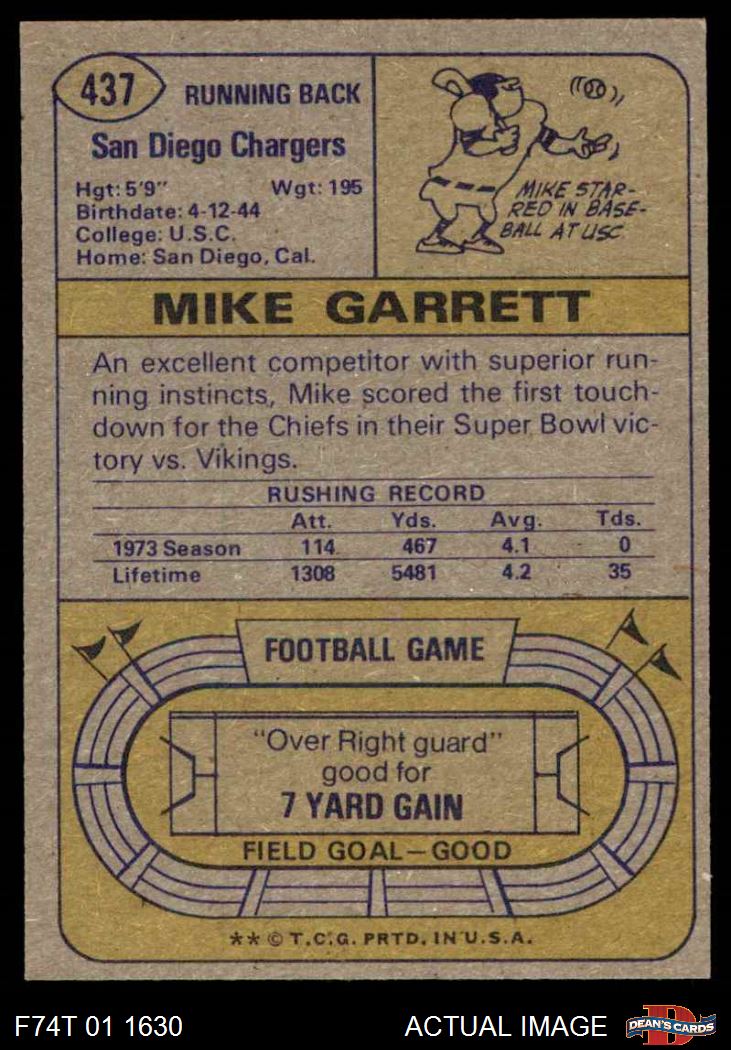 437
RUNNING BACK
San Diego Chargers
Hgt: 5'9" Wgt: 195
Birthdate: 4-12-44
College: U.S.C.
Home: San Diego, Cal.
MIKE STAR-
RED IN BASE-
BALL AT USC
MIKE GARRETT
An excellent competitor with superior run-
ning instincts, Mike scored the first touch-
down for the Chiefs in their Super Bowl vic-
tory vs. Vikings.
RUSHING RECORD
Att. Yds. Avg. Tds.
1973 Season 114 467 4.1 0
Lifetime 1308 5481 4.2 35
FOOTBALL GAME
"Over Right guard"
good for
7 YARD GAIN
FIELD GOAL—GOOD
** © T.C.G. PRTD. IN U.S.A.
F74T 01 1630 ACTUAL IMAGE DEAN'S CARDS